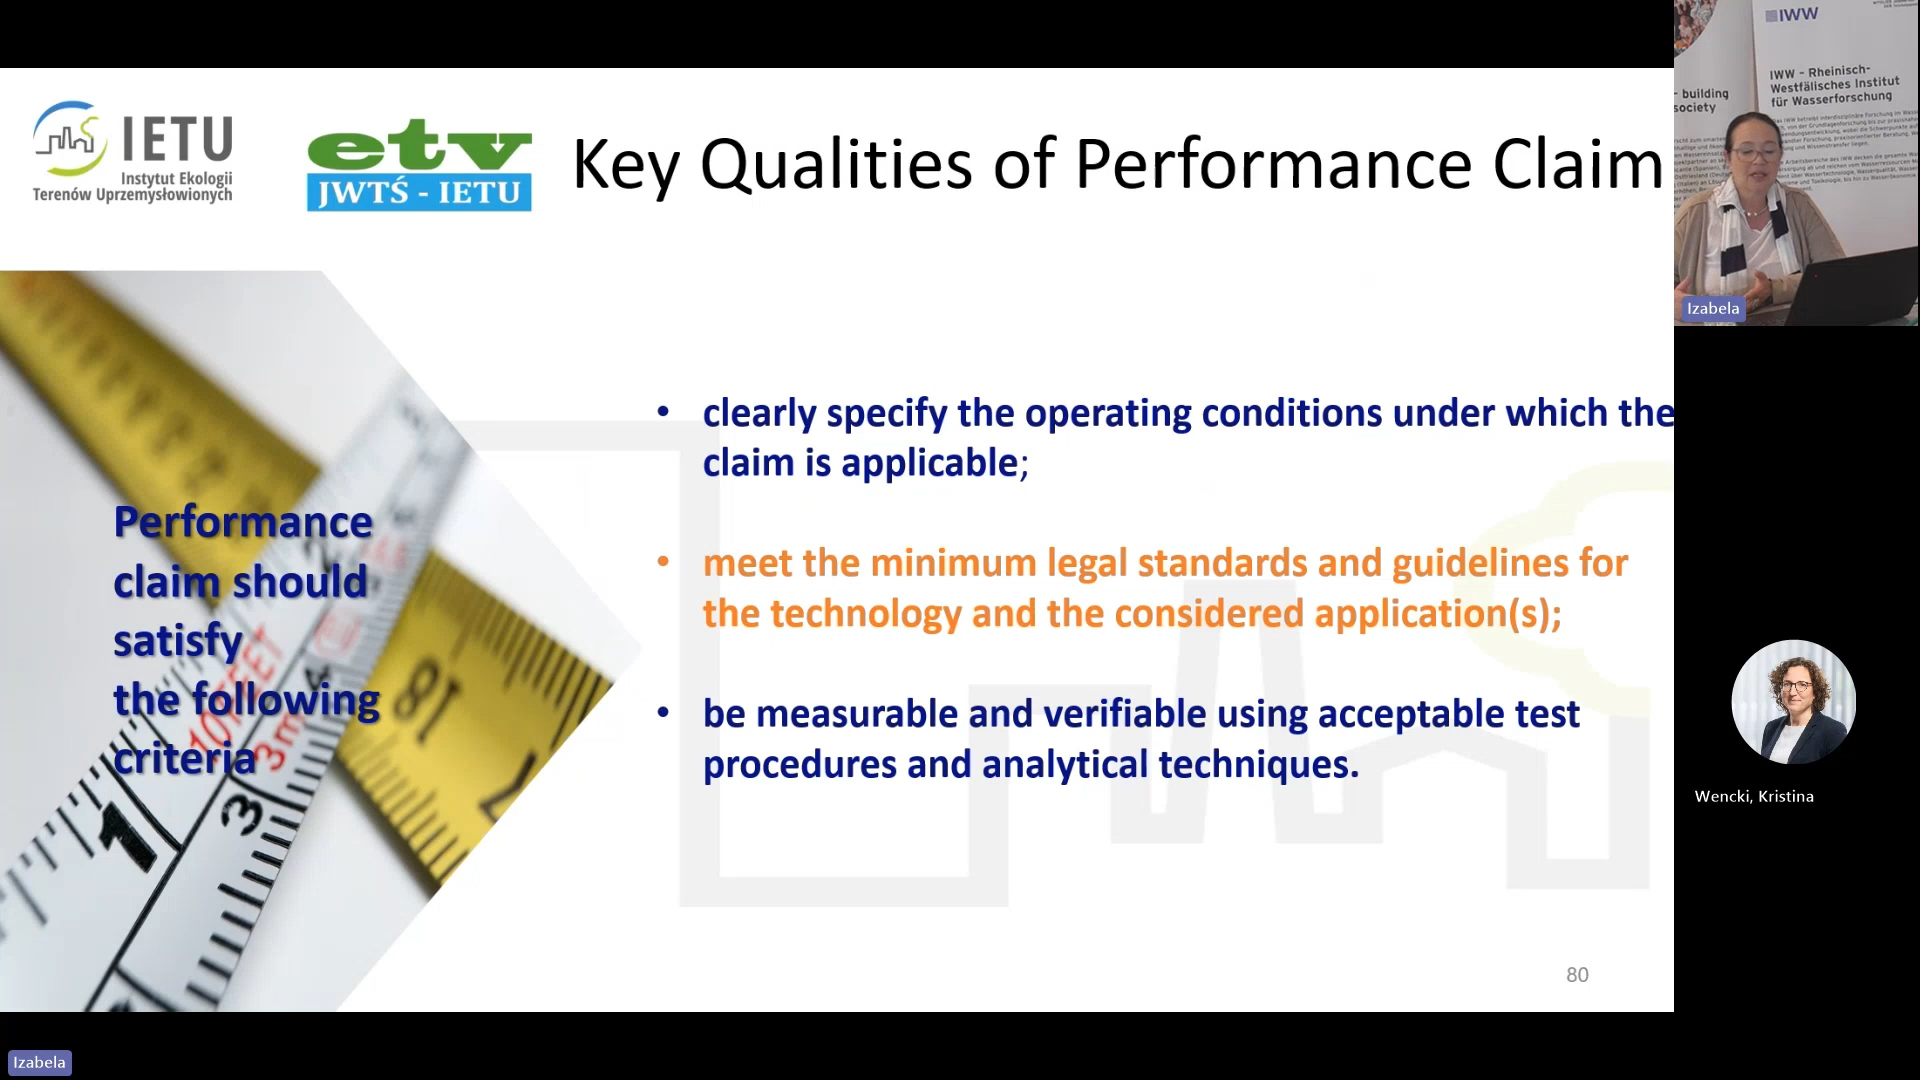 IETU
Instytut Ekologii
Terenów Uprzemysłowionych
etv
JWTŚ - IETU
Key Qualities of Performance Claim
Performance
claim should
satisfy
the following
criteria
• clearly specify the operating conditions under which the
claim is applicable;
• meet the minimum legal standards and guidelines for
the technology and the considered application(s);
• be measurable and verifiable using acceptable test
procedures and analytical techniques.
80
IWW
- building
society
IWW - Rheinisch-
Westfälisches Institut
für Wasserforschung
Izabela
Wencki, Kristina
Izabela